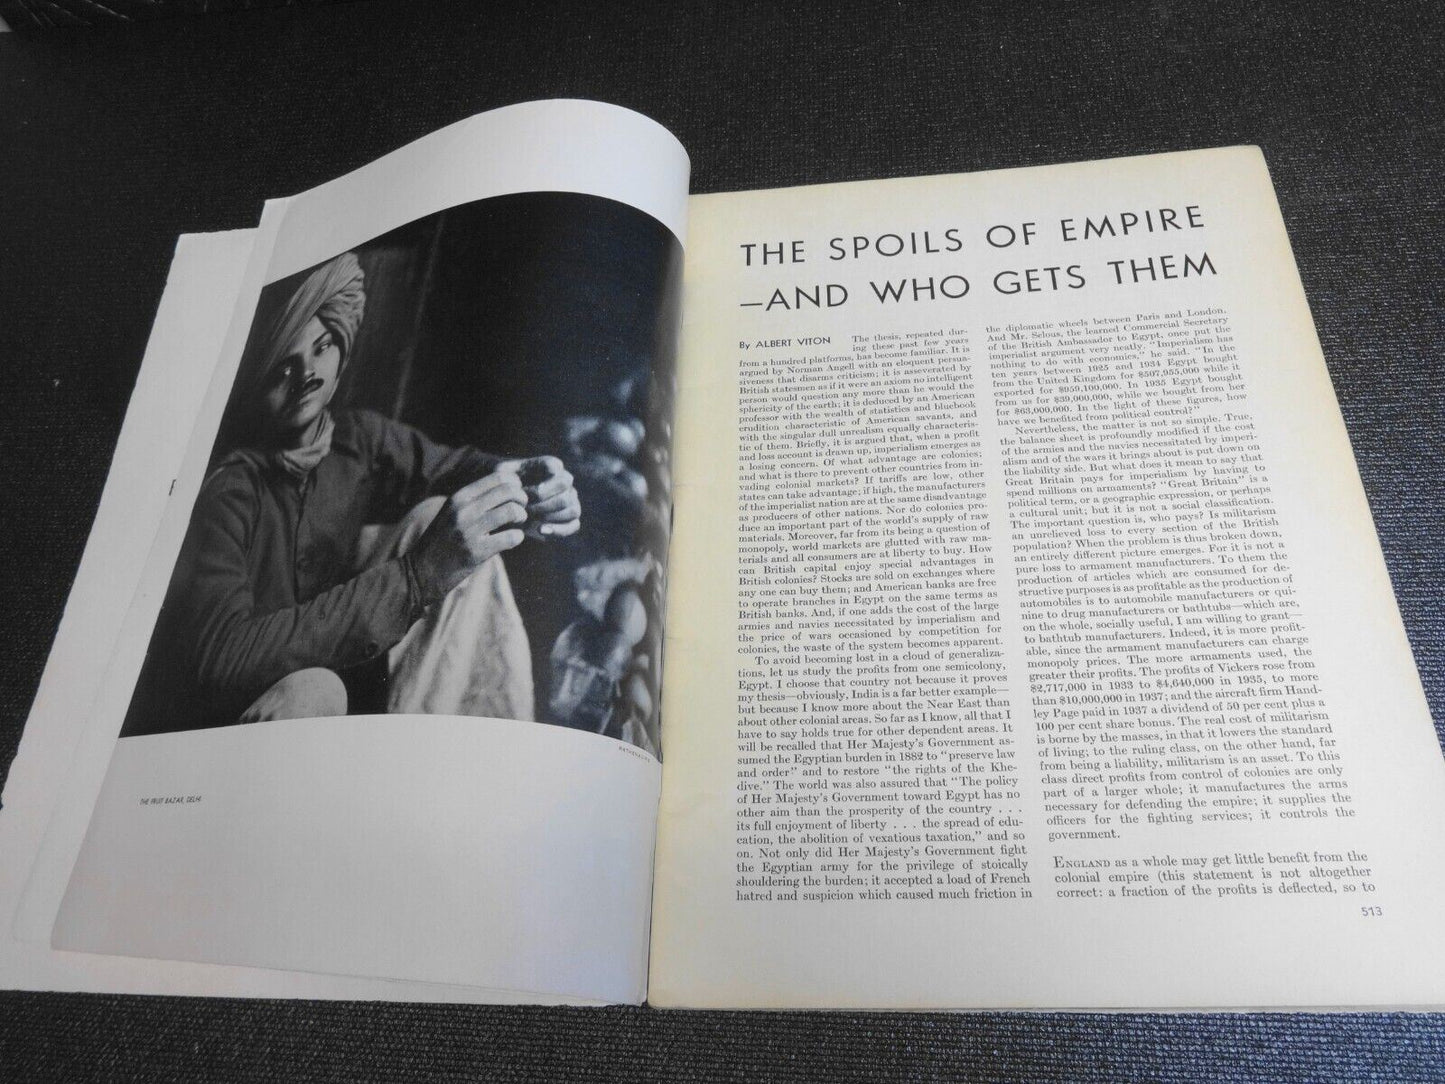 THE FRUIT BAZAR, DELHI
THE SPOILS OF EMPIRE
—AND WHO GETS THEM
By ALBERT VITON
The thesis, repeated dur-
ing these past few years
from a hundred platforms, has become familiar. It is
argued by Norman Angell with an eloquent persua-
siveness that disarms criticism; it is asseverated by
British statesmen as if it were an axiom no intelligent
person would question any more than he would the
sphericity of the earth; it is deduced by an American
professor with the wealth of statistics and bluebook
erudition characteristic of American savants, and
with the singular dull unrealism equally characteris-
tic of them. Briefly, it is argued that, when a profit
and loss account is drawn up, imperialism emerges as
a losing concern. Of what advantage are colonies;
and what is there to prevent other countries from in-
vading colonial markets? If tariffs are low, other
states can take advantage; if high, the manufacturers
of the imperialist nation are at the same disadvantage
as producers of other nations. Nor do colonies pro-
duce an important part of the world's supply of raw
materials. Moreover, far from its being a question of
monopoly, world markets are glutted with raw ma-
terials and all consumers are at liberty to buy. How
can British capital enjoy special advantages in
British colonies? Stocks are sold on exchanges where
any one can buy them; and American banks are free
to operate branches in Egypt on the same terms as
British banks. And, if one adds the cost of the large
armies and navies necessitated by imperialism and
the price of wars occasioned by competition for
colonies, the waste of the system becomes apparent.
To avoid becoming lost in a cloud of generaliza-
tions, let us study the profits from one semicolony,
Egypt. I choose that country not because it proves
my thesis—obviously, India is a far better example—
but because I know more about the Near East than
about other colonial areas. So far as I know, all that I
have to say holds true for other dependent areas. It
will be recalled that Her Majesty's Government as-
sumed the Egyptian burden in 1882 to "preserve law
and order" and to restore "the rights of the Khe-
dive." The world was also assured that "The policy
of Her Majesty's Government toward Egypt has no
other aim than the prosperity of the country . . .
its full enjoyment of liberty . . . the spread of edu-
cation, the abolition of vexatious taxation," and so
on. Not only did Her Majesty's Government fight
the Egyptian army for the privilege of stoically
shouldering the burden; it accepted a load of French
hatred and suspicion which caused much friction in
the diplomatic wheels between Paris and London.
And Mr. Selous, the learned Commercial Secretary
of the British Ambassador to Egypt, once put the
imperialist argument very neatly. "Imperialism has
nothing to do with economics," he said. "In the
ten years between 1925 and 1934 Egypt bought
from the United Kingdom for $507,955,000 while it
exported for $959,100,000. In 1935 Egypt bought
from us for $39,000,000, while we bought from her
for $63,000,000. In the light of these figures, how
have we benefited from political control?"
Nevertheless, the matter is not so simple. True,
the balance sheet is profoundly modified if the cost
of the armies and the navies necessitated by imperi-
alism and of the wars it brings about is put down on
the liability side. But what does it mean to say that
Great Britain pays for imperialism by having to
spend millions on armaments? "Great Britain" is a
political term, or a geographic expression, or perhaps
a cultural unit; but it is not a social classification.
The important question is, who pays? Is militarism
an unrelieved loss to every section of the British
population? When the problem is thus broken down,
an entirely different picture emerges. For it is not a
pure loss to armament manufacturers. To them the
production of articles which are consumed for de-
structive purposes is as profitable as the production of
automobiles is to automobile manufacturers or qui-
nine to drug manufacturers or bathtubs—which are,
on the whole, socially useful, I am willing to grant—
to bathtub manufacturers. Indeed, it is more profit-
able, since the armament manufacturers can charge
monopoly prices. The more armaments used, the
greater their profits. The profits of Vickers rose from
$2,717,000 in 1933 to $4,640,000 in 1935, to more
than $10,000,000 in 1937; and the aircraft firm Hand-
ley Page paid in 1937 a dividend of 50 per cent plus a
100 per cent share bonus. The real cost of militarism
is borne by the masses, in that it lowers the standard
of living; to the ruling class, on the other hand, far
from being a liability, militarism is an asset. To this
class direct profits from control of colonies are only
part of a larger whole; it manufactures the arms
necessary for defending the empire; it supplies the
officers for the fighting services; it controls the
government.
ENGLAND as a whole may get little benefit from the
colonial empire (this statement is not altogether
correct: a fraction of the profits is deflected, so to
513